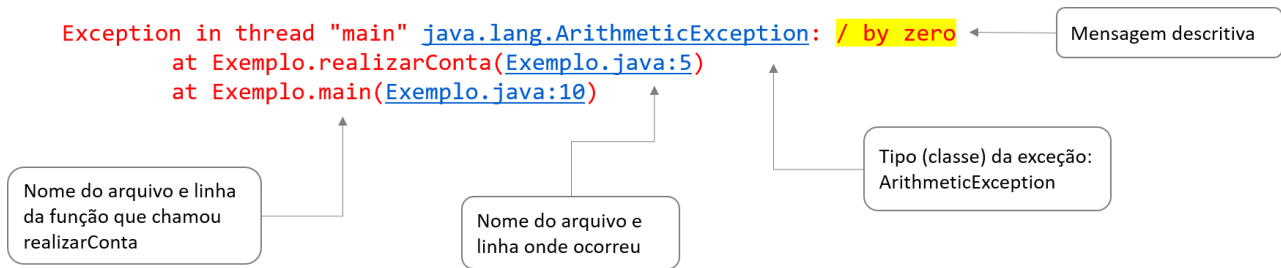 Exception in thread "main" java.lang.ArithmeticException: / by zero
at Exemplo.realizarConta(Exemplo.java:5)
at Exemplo.main(Exemplo.java:10)
Mensagem descritiva
Tipo (classe) da exceção:
ArithmeticException
Nome do arquivo e linha
da função que chamou
realizarConta
Nome do arquivo e
linha onde ocorreu